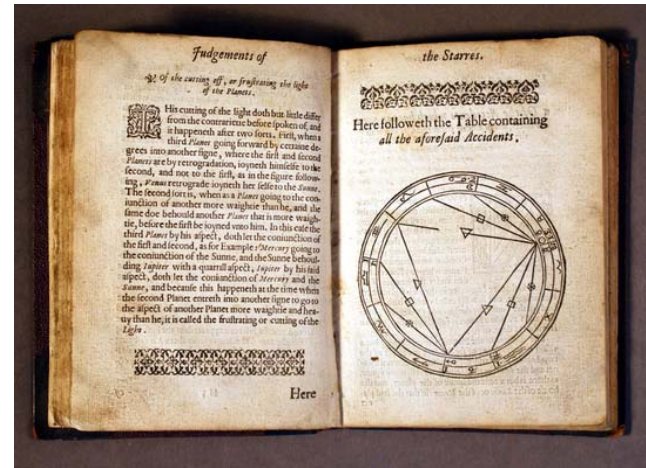 Judgements of
Of the cutting off, or frustrating the light
of the Planets.
THis cutting of the light doth but little differ
from the contrarietie before spoken of, and
it happeneth after two sorts. First, when a
third Planet going forward by certaine de-
grees into another signe, where the first and second
Planets are by retrogradation, ioyneth himselfe to the
second, and not to the first, as in the figure follow-
ing, Venus retrograde ioyneth her selfe to the Sunne.
The second sort is, when as a Planet going to the con-
iunction of another more waightie than he, and the
same doe behould another Planet that is more waigh-
tie, before the first be ioyned vnto him. In this case the
third Planet by his aspect, doth let the coniunction of
the first and second, as for Example: Mercury going to
the coniunction of the Sunne, and the Sunne behoul-
ding Iupiter with a quartill aspect, Iupiter by his said
aspect, doth let the coniunction of Mercury and the
Sunne, and because this happeneth at the time when
the second Planet entreth into another signe to go to
the aspect of another Planet more waightie and hea-
uy than he, it is called the frustrating or cutting of the
Light.
Here
the Starres.
Here followeth the Table containing
all the aforesaid Accidents.